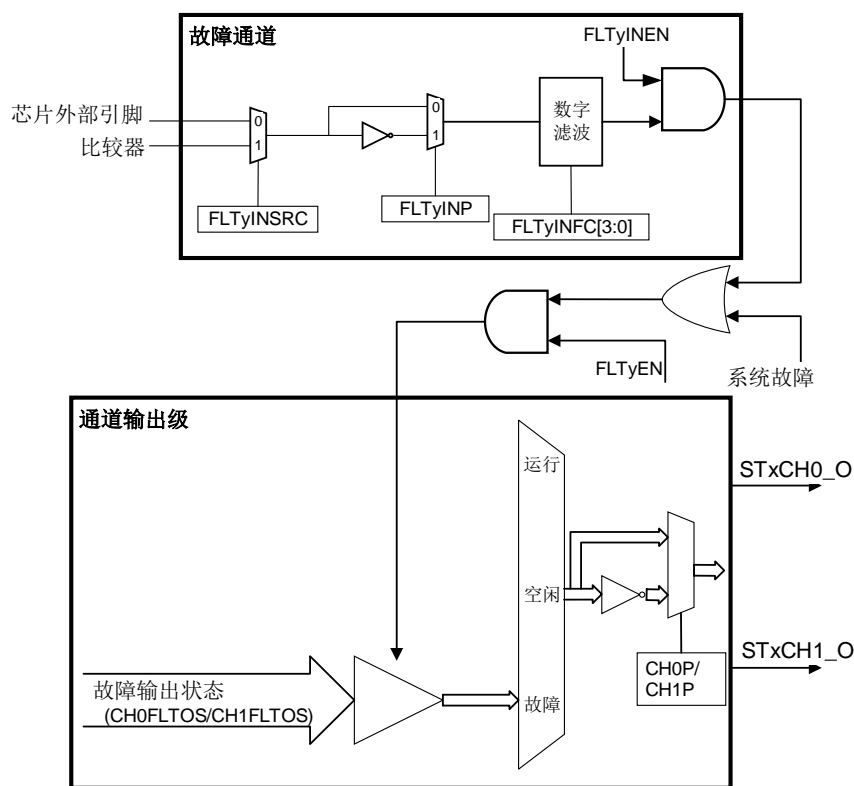 故障通道
FLTyINEN
芯片外部引脚
比较器
0
1
0
1
数字
滤波
FLTyINSRC
FLTyINP
FLTyINFC[3:0]
FLTyEN
系统故障
通道输出级
运行
空闲
故障
STxCH0_O
STxCH1_O
CH0P/
CH1P
故障输出状态
(CH0FLTOS/CH1FLTOS)